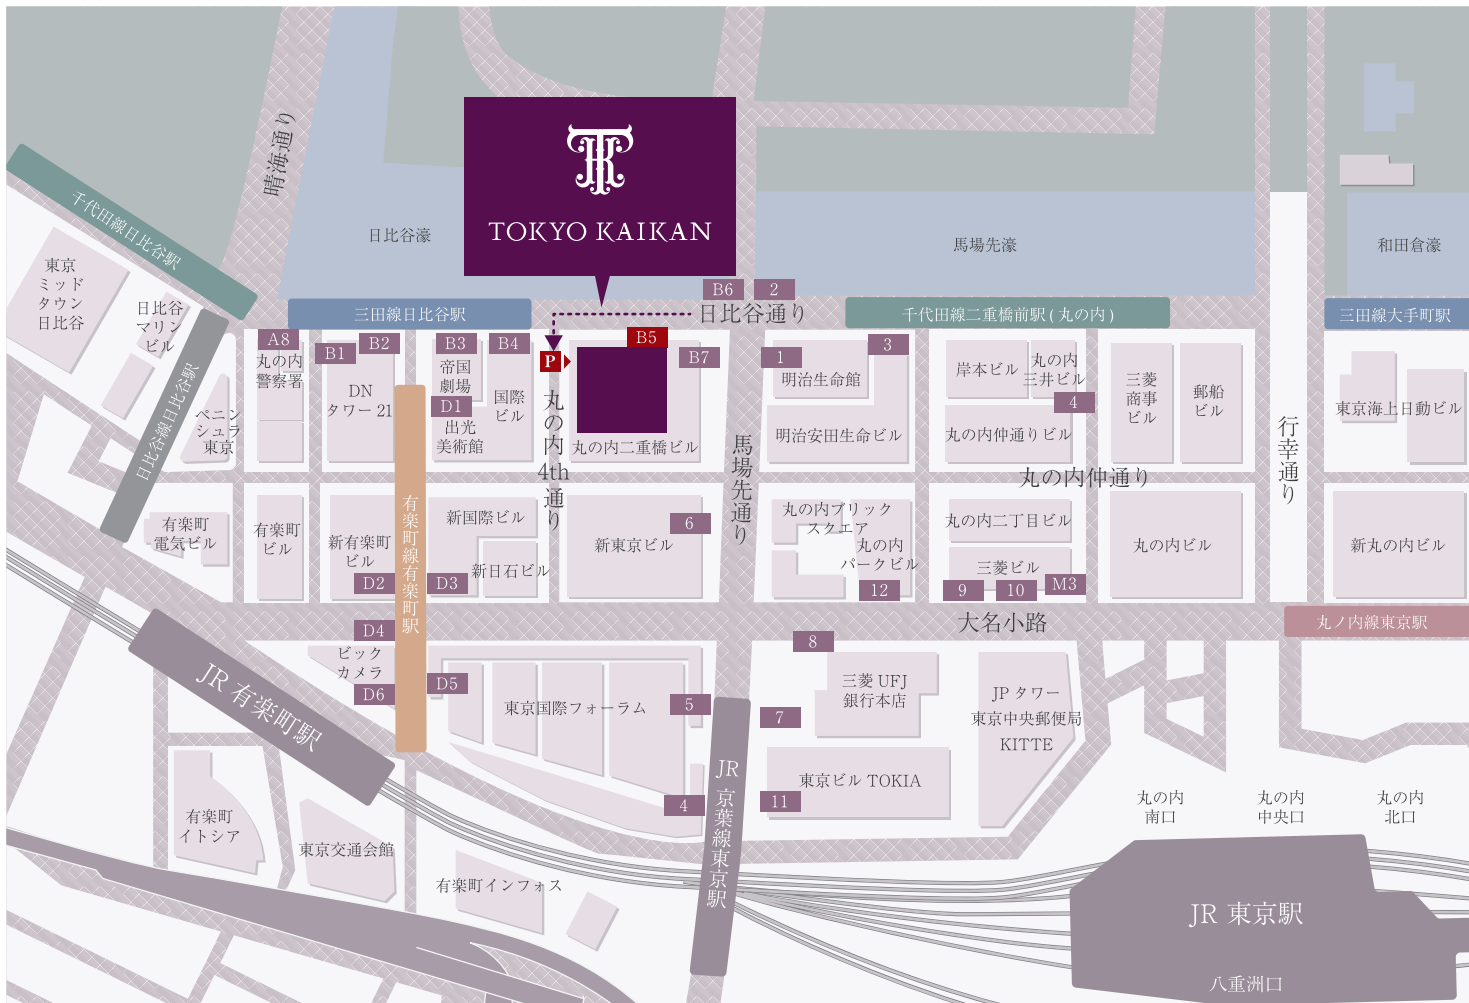 晴海通り
千代田線日比谷駅
日比谷濠
TOKYO KAIKAN
馬場先濠
和田倉濠
東京
ミッド
タウン
日比谷
日比谷
マリン
ビル
三田線日比谷駅
B6
2
日比谷通り
千代田線二重橋前駅 ( 丸の内 )
三田線大手町駅
A8
丸の内
警察署
B1
B2
DN
タワー 21
B3
帝国
劇場
D1
出光
美術館
B4
国際
ビル
P
B5
B7
丸の内二重橋ビル
丸の内
4th
通り
1
明治生命館
3
明治安田生命ビル
岸本ビル
丸の内
三井ビル
4
丸の内仲通りビル
三菱
商事
ビル
郵船
ビル
行幸通り
東京海上日動ビル
日比谷線日比谷駅
ペニン
シュラ
東京
馬場先通り
丸の内仲通り
有楽町
電気ビル
有楽町
ビル
新有楽町
ビル
D2
有楽町線有楽町駅
新国際ビル
新日石ビル
D3
新東京ビル
6
丸の内ブリック
スクエア
丸の内
パークビル
12
丸の内二丁目ビル
三菱ビル
9
10
M3
丸の内ビル
新丸の内ビル
大名小路
丸ノ内線東京駅
D4
ビック
カメラ
D6
D5
東京国際フォーラム
5
4
8
三菱 UFJ
銀行本店
7
JP タワー
東京中央郵便局
KITTE
東京ビル TOKIA
11
JR 有楽町駅
JR 京葉線東京駅
有楽町
イトシア
東京交通会館
有楽町インフォス
丸の内
南口
丸の内
中央口
丸の内
北口
JR 東京駅
八重洲口